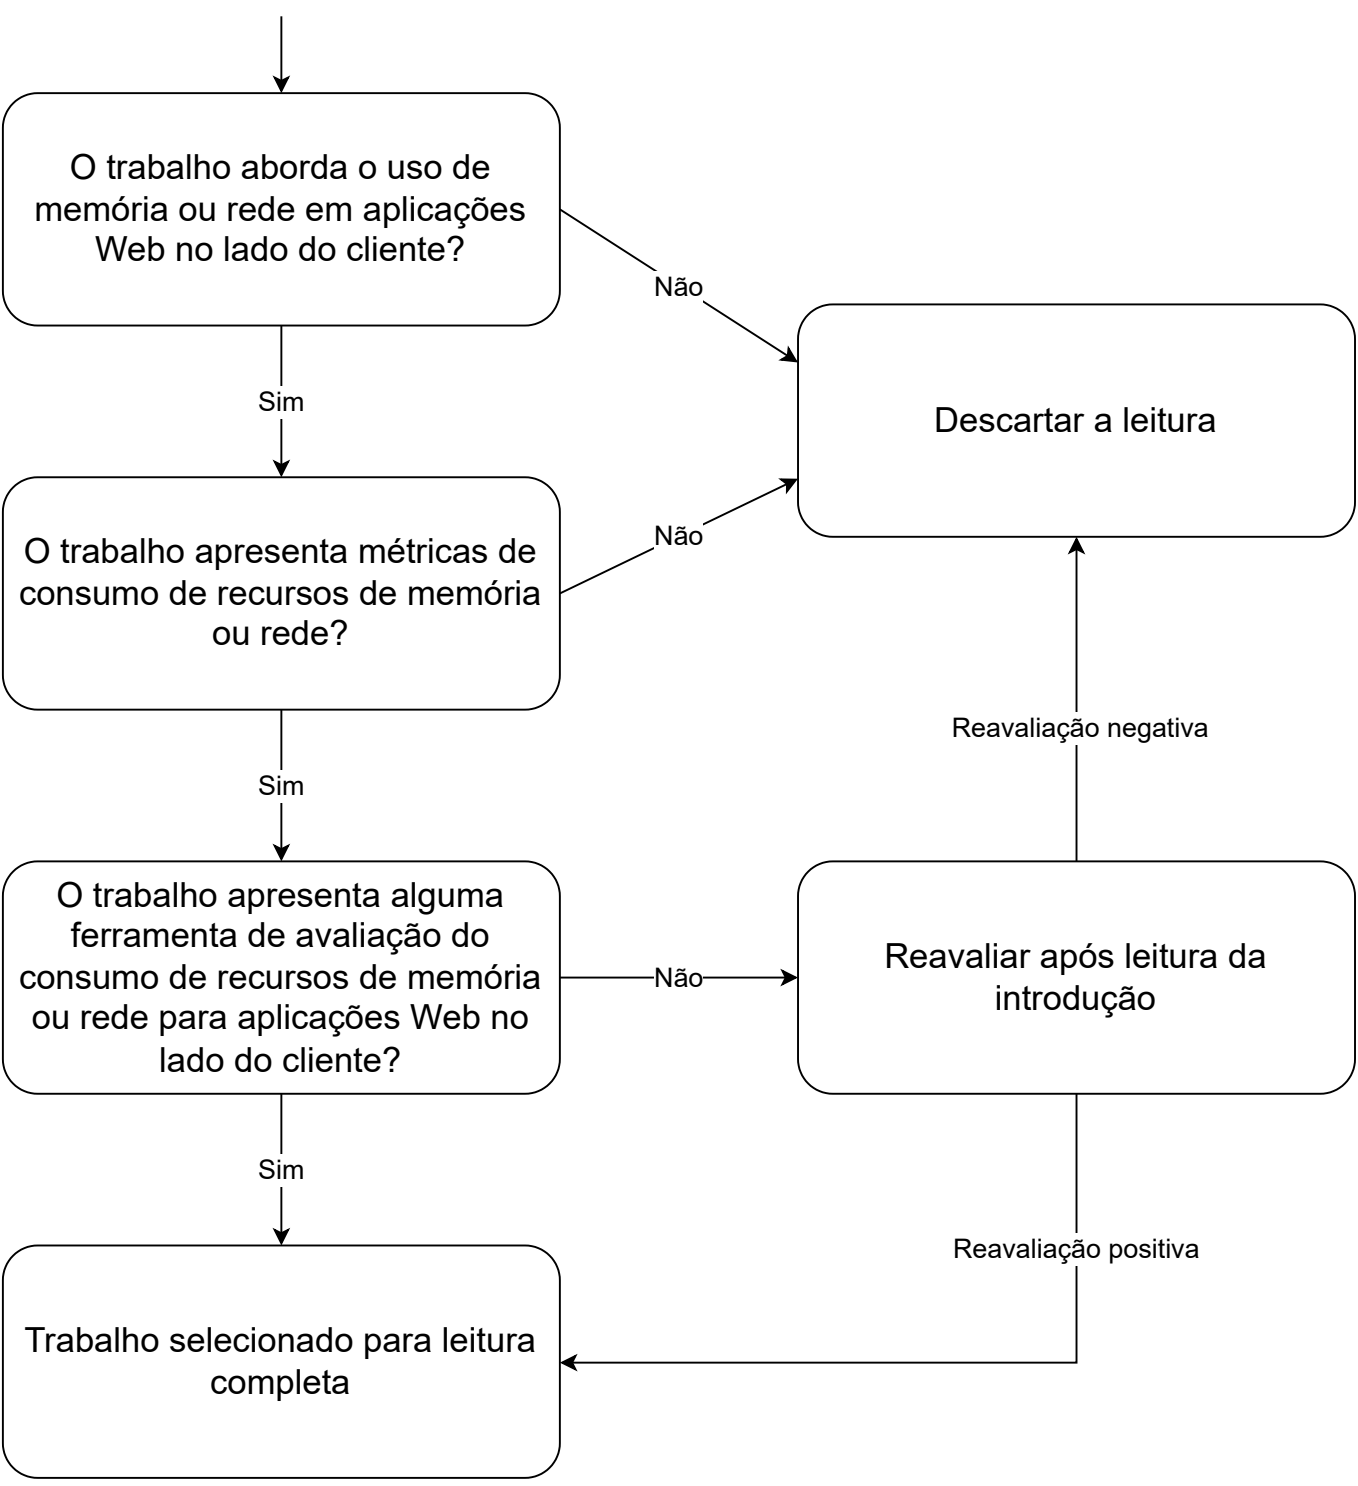 O trabalho aborda o uso de
memória ou rede em aplicações
Web no lado do cliente?
Não
Descartar a leitura
Sim
O trabalho apresenta métricas de
consumo de recursos de memória
ou rede?
Não
Reavaliação negativa
Sim
O trabalho apresenta alguma
ferramenta de avaliação do
consumo de recursos de memória
ou rede para aplicações Web no
lado do cliente?
Não
Reavaliar após leitura da
introdução
Sim
Reavaliação positiva
Trabalho selecionado para leitura
completa